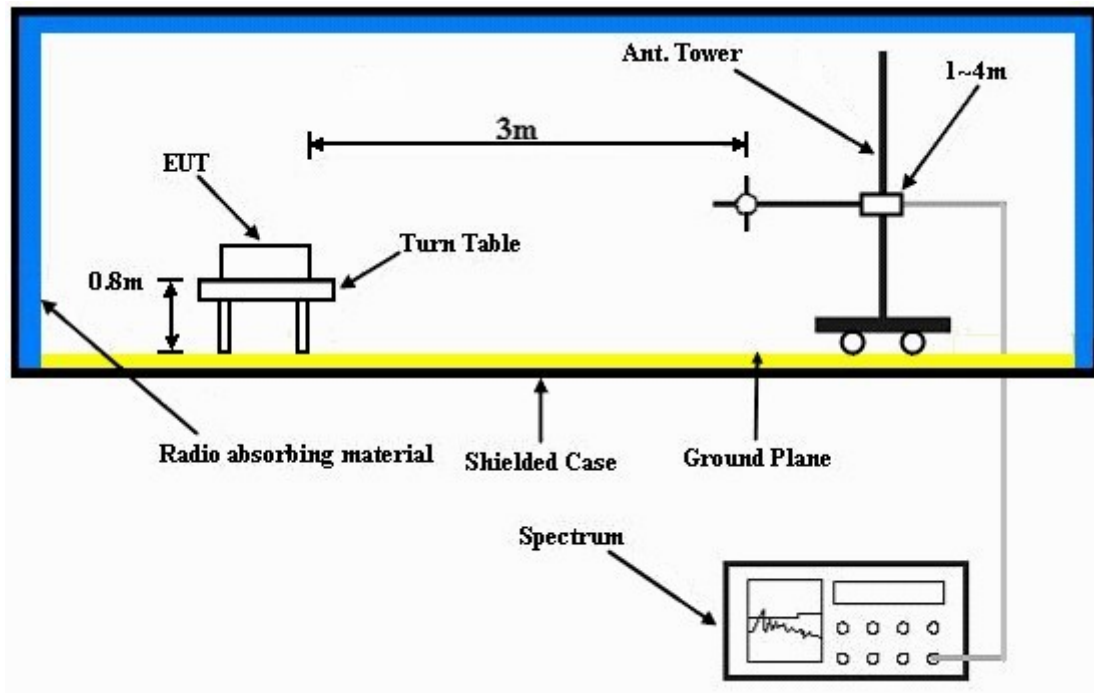 Ant. Tower
1~4m
3m
EUT
Turn Table
0.8m
Radio absorbing material
Shielded Case
Ground Plane
Spectrum